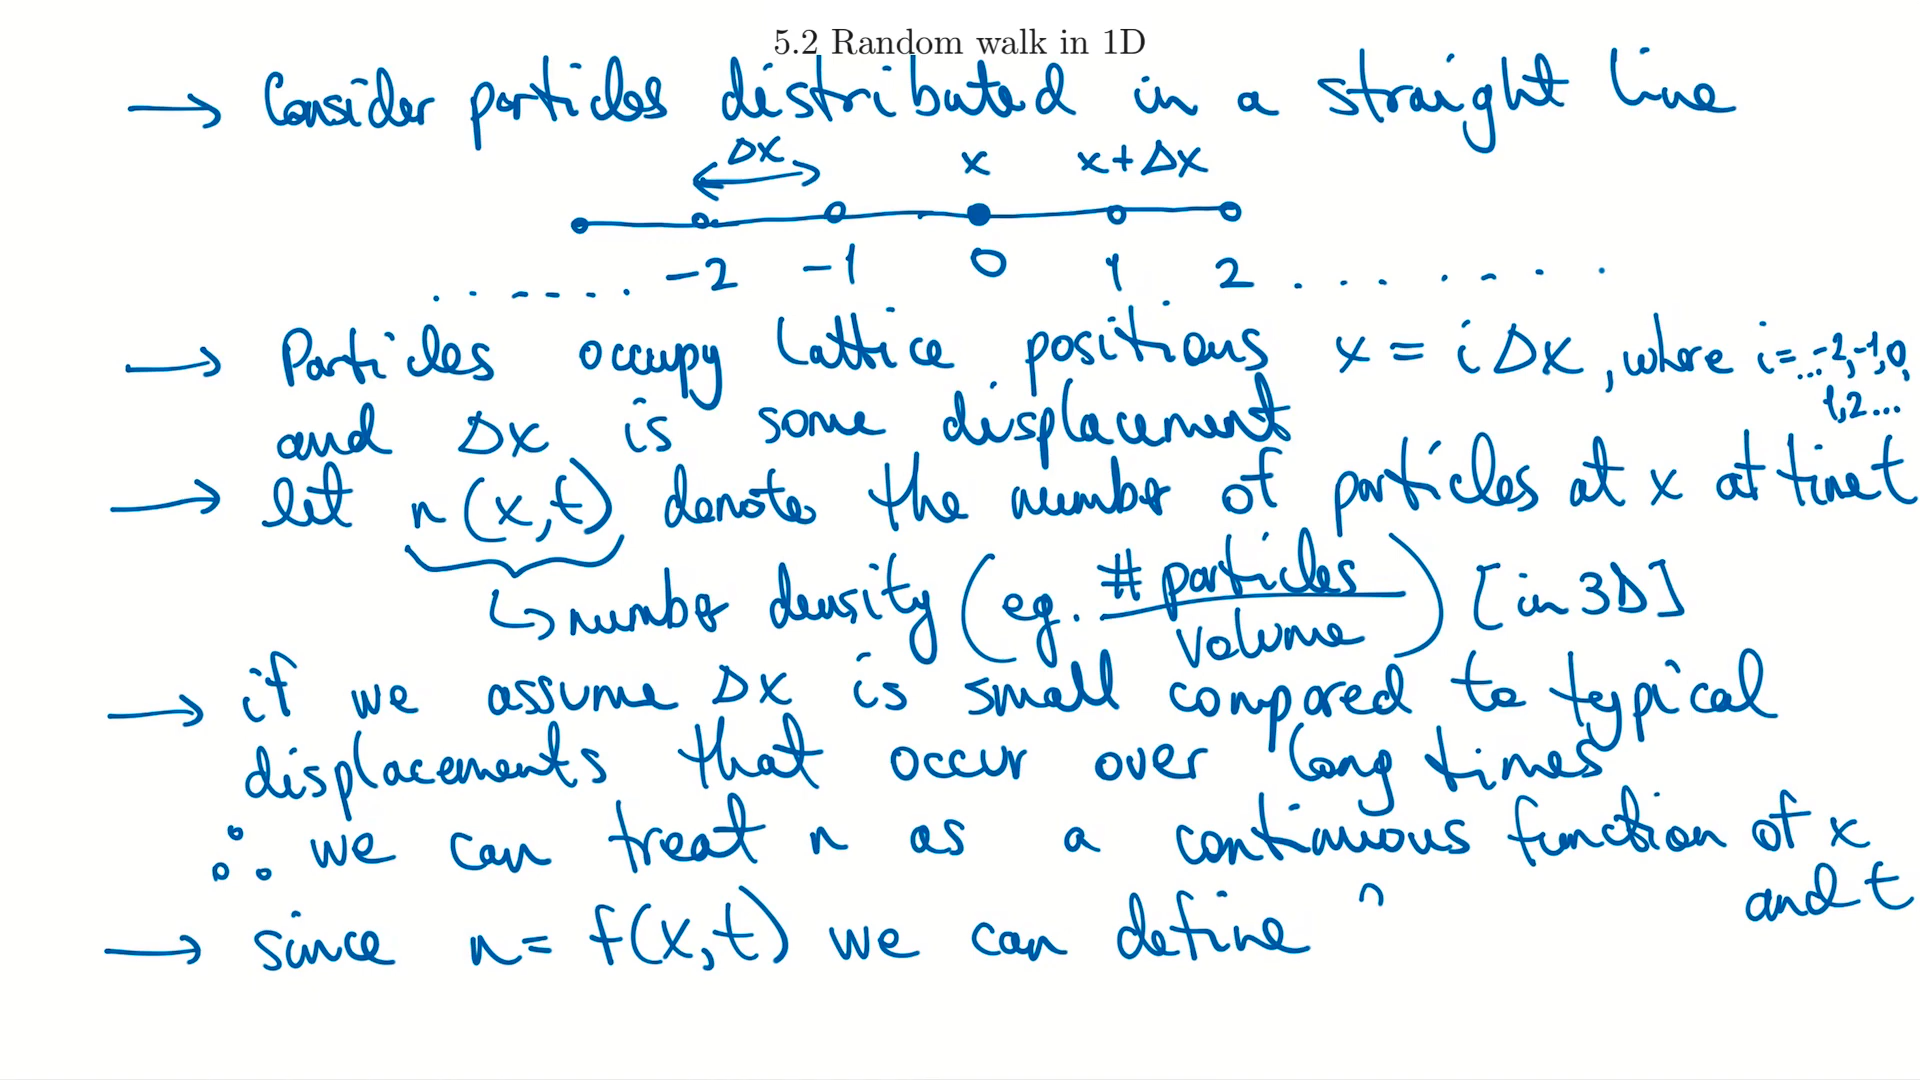 5.2 Random walk in 1D
→ Consider particles distributed in a straight line
Δx x x+Δx
-2 -1 0 1 2
→ Particles occupy lattice positions x = iΔx, where i=...-2,-1,0,
1,2...
and Δx is some displacement
→ let n(x,t) denote the number of particles at x at time t
↳ number density (eg. # particles / volume) [in 3D]
→ if we assume Δx is small compared to typical
displacements that occur over long times
∴ we can treat n as a continuous function of x
and t
→ since n= f(x,t) we can define